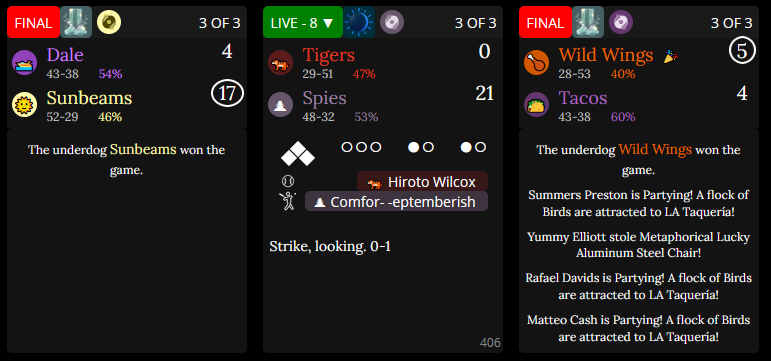 FINAL 3 OF 3
Dale 4
43-38 54%
Sunbeams 17
52-29 46%
The underdog Sunbeams won the
game.
LIVE - 8 ▼ 3 OF 3
Tigers 0
29-51 47%
Spies 21
48-32 53%
Hiroto Wilcox
Comfor- -eptemberish
Strike, looking. 0-1
406
FINAL 3 OF 3
Wild Wings 5
28-53 40%
Tacos 4
43-38 60%
The underdog Wild Wings won the
game.
Summers Preston is Partying! A flock of
Birds are attracted to LA Taquería!
Yummy Elliott stole Metaphorical Lucky
Aluminum Steel Chair!
Rafael Davids is Partying! A flock of Birds
are attracted to LA Taquería!
Matteo Cash is Partying! A flock of Birds
are attracted to LA Taquería!